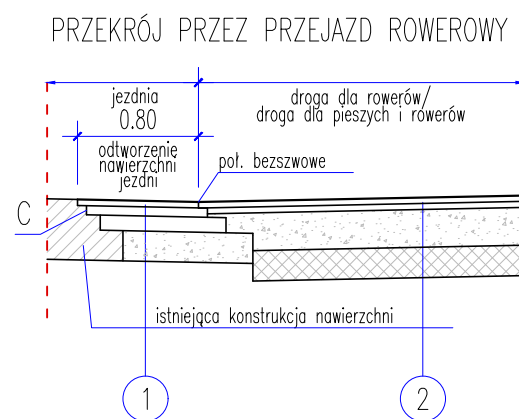 PRZEKRÓJ PRZEZ PRZEJAZD ROWEROWY
jezdnia
0.80
odtworzenie
nawierzchni
jezdni
droga dla rowerów/
droga dla pieszych i rowerów
poł. bezszwowe
C
istniejąca konstrukcja nawierzchni
1
2